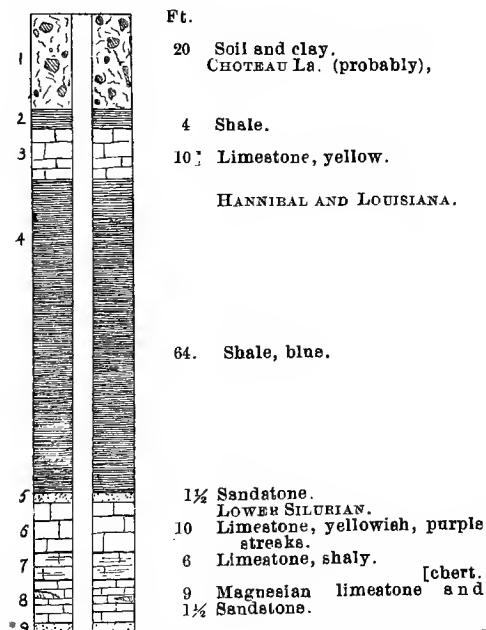 Ft.
1 20 Soil and clay.
CHOTEAU Ls. (probably),
2 4 Shale.
3 10 Limestone, yellow.
HANNIBAL AND LOUISIANA.
4
64. Shale, blue.
5 1½ Sandstone.
LOWER SILURIAN.
6 10 Limestone, yellowish, purple
streaks.
7 6 Limestone, shaly.
[chert.
8 9 Magnesian limestone and
9 1½ Sandstone.